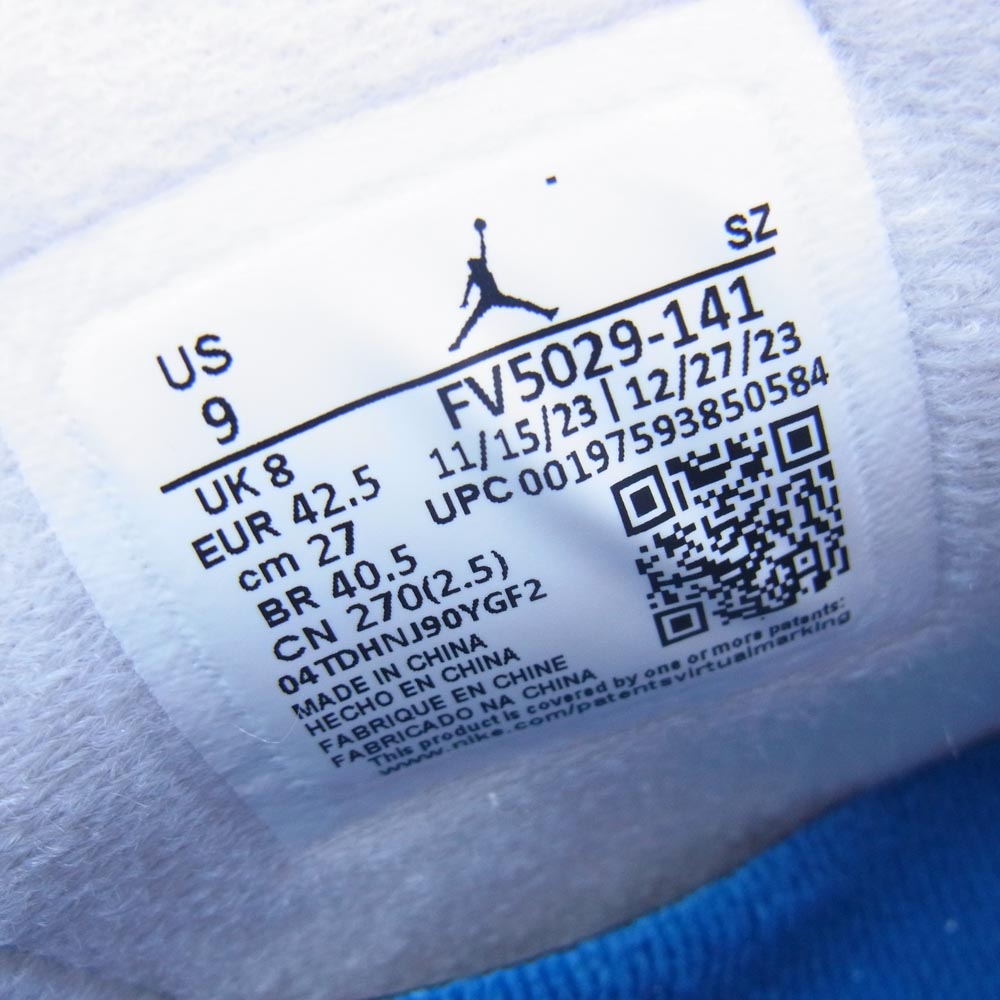 US
9
SZ
FV5029-141
11/15/23 | 12/27/23
UPC 00197593850584
UK 8
EUR 42.5
cm 27
BR 40.5
CN 270(2.5)
04TDHNJ90YGF2
MADE IN CHINA
HECHO EN CHINA
FABRIQUE EN CHINE
FABRICADO NA CHINA
This product is covered by one or more patents:
www.nike.com/patentsvirtualmarking